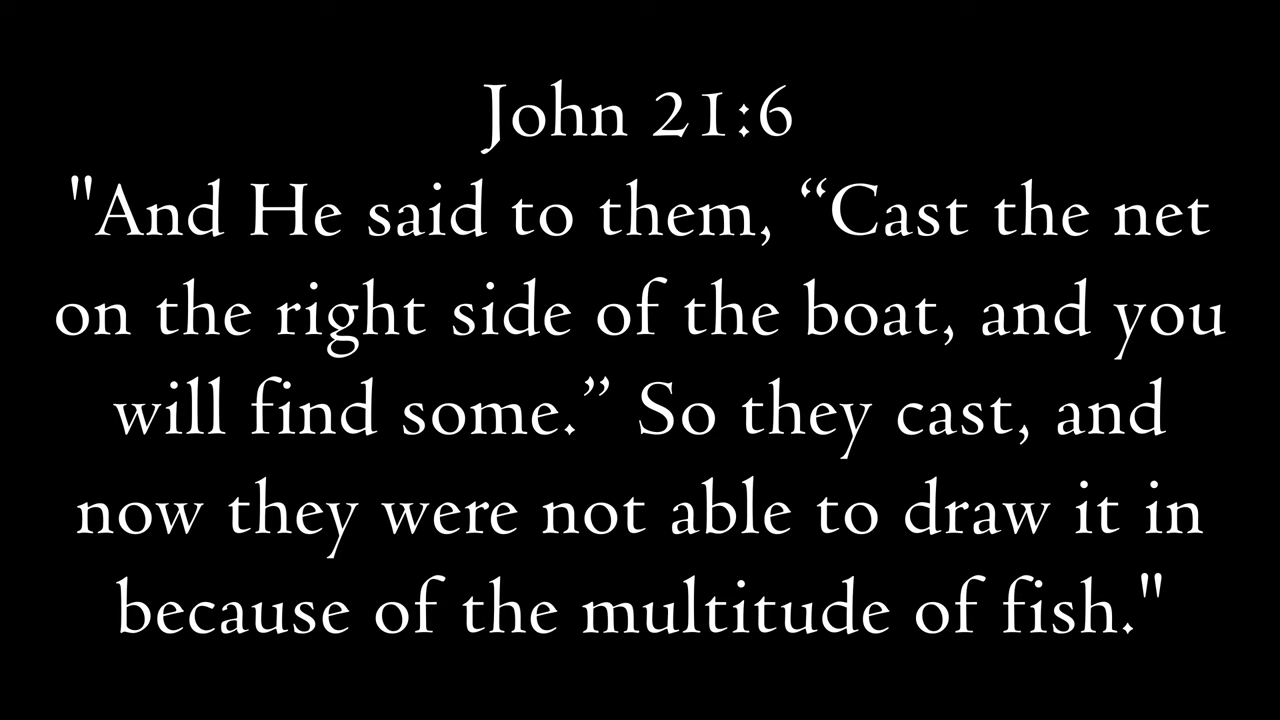 John 21:6
"And He said to them, “Cast the net
on the right side of the boat, and you
will find some.” So they cast, and
now they were not able to draw it in
because of the multitude of fish."